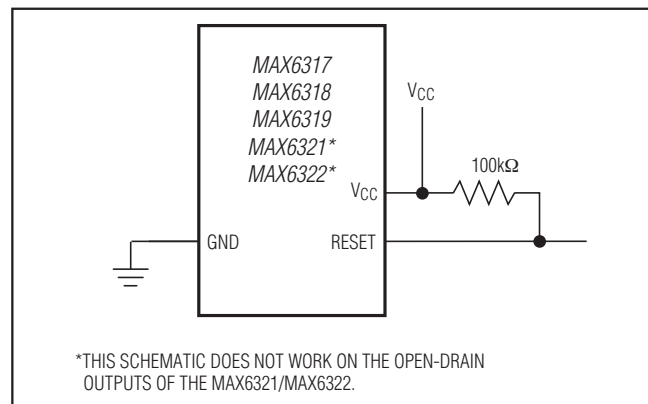 MAX6317
MAX6318
MAX6319
MAX6321*
MAX6322*
VCC
VCC
100kΩ
GND
RESET
*THIS SCHEMATIC DOES NOT WORK ON THE OPEN-DRAIN
OUTPUTS OF THE MAX6321/MAX6322.